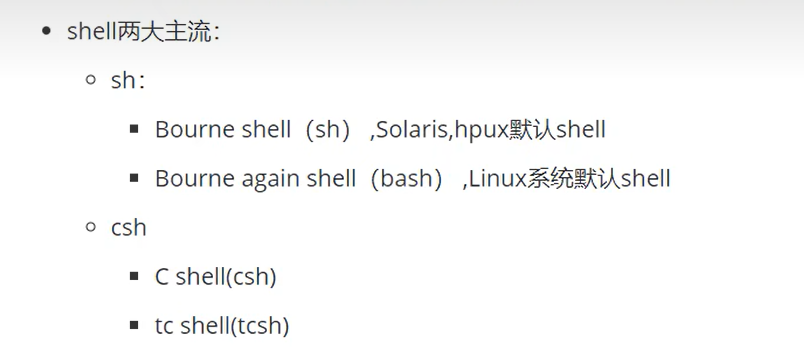 shell两大主流：
sh：
Bourne shell（sh） ,Solaris,hpux默认shell
Bourne again shell（bash） ,Linux系统默认shell
csh
C shell(csh)
tc shell(tcsh)